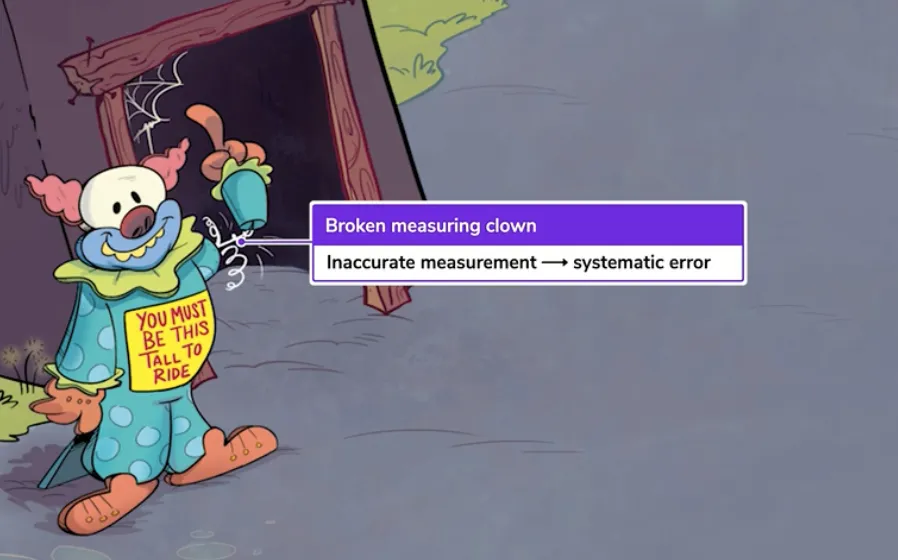 Broken measuring clown
Inaccurate measurement ⟶ systematic error
YOU MUST
BE THIS
TALL TO
RIDE